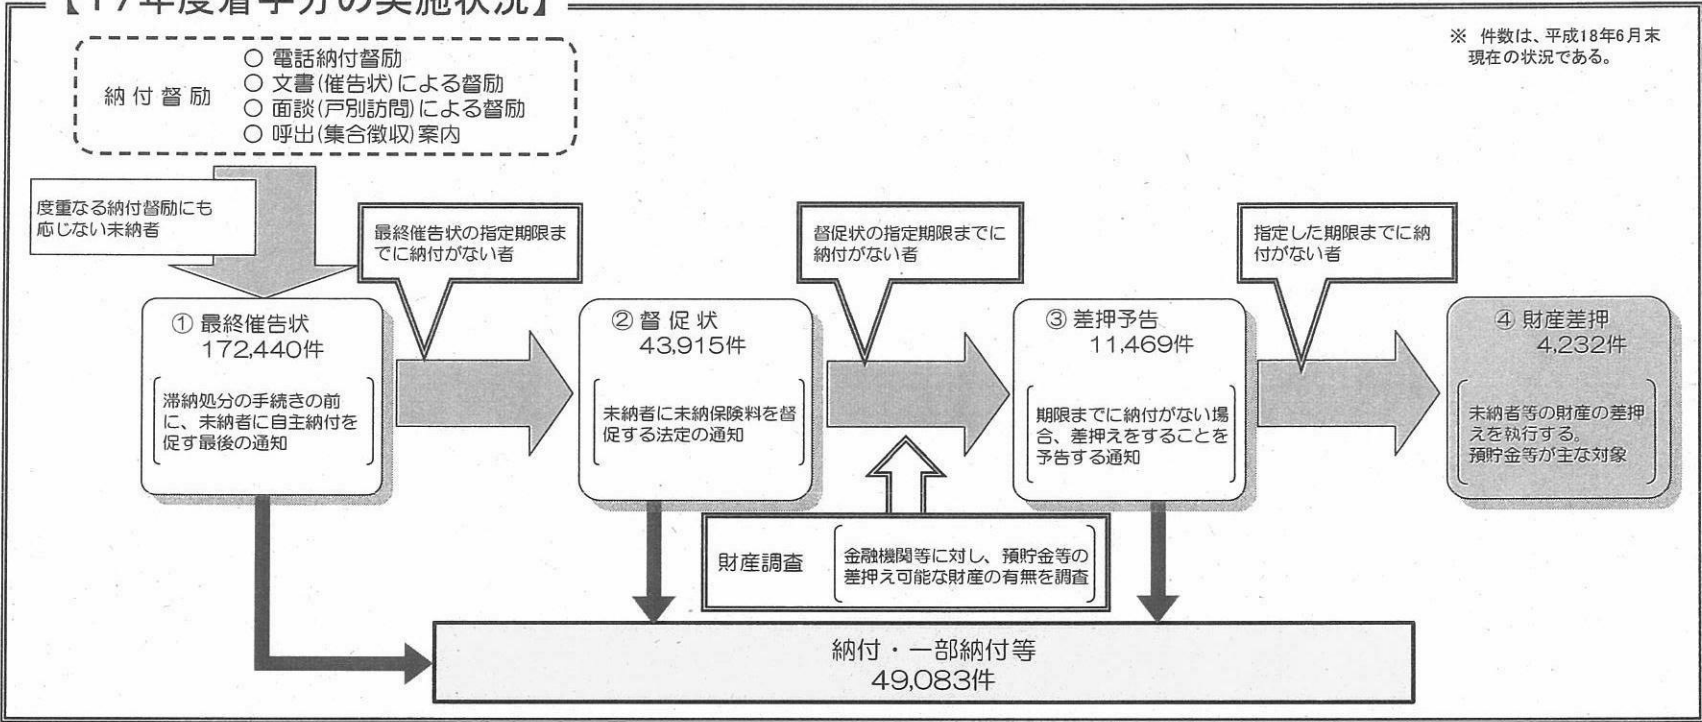 【17年度着手分の実施状況】
※ 件数は、平成18年6月末
現在の状況である。
納付督励
○ 電話納付督励
○ 文書(催告状)による督励
○ 面談(戸別訪問)による督励
○ 呼出(集合徴収)案内
度重なる納付督励にも
応じない未納者
最終催告状の指定期限ま
でに納付がない者
督促状の指定期限までに
納付がない者
指定した期限までに納
付がない者
① 最終催告状
172,440件
滞納処分の手続きの前
に、未納者に自主納付を
促す最後の通知
② 督促状
43,915件
未納者に未納保険料を督
促する法定の通知
③ 差押予告
11,469件
期限までに納付がない場
合、差押えをすることを
予告する通知
④ 財産差押
4,232件
未納者等の財産の差押
えを執行する。
預貯金等が主な対象
財産調査
金融機関等に対し、預貯金等の
差押え可能な財産の有無を調査
納付・一部納付等
49,083件